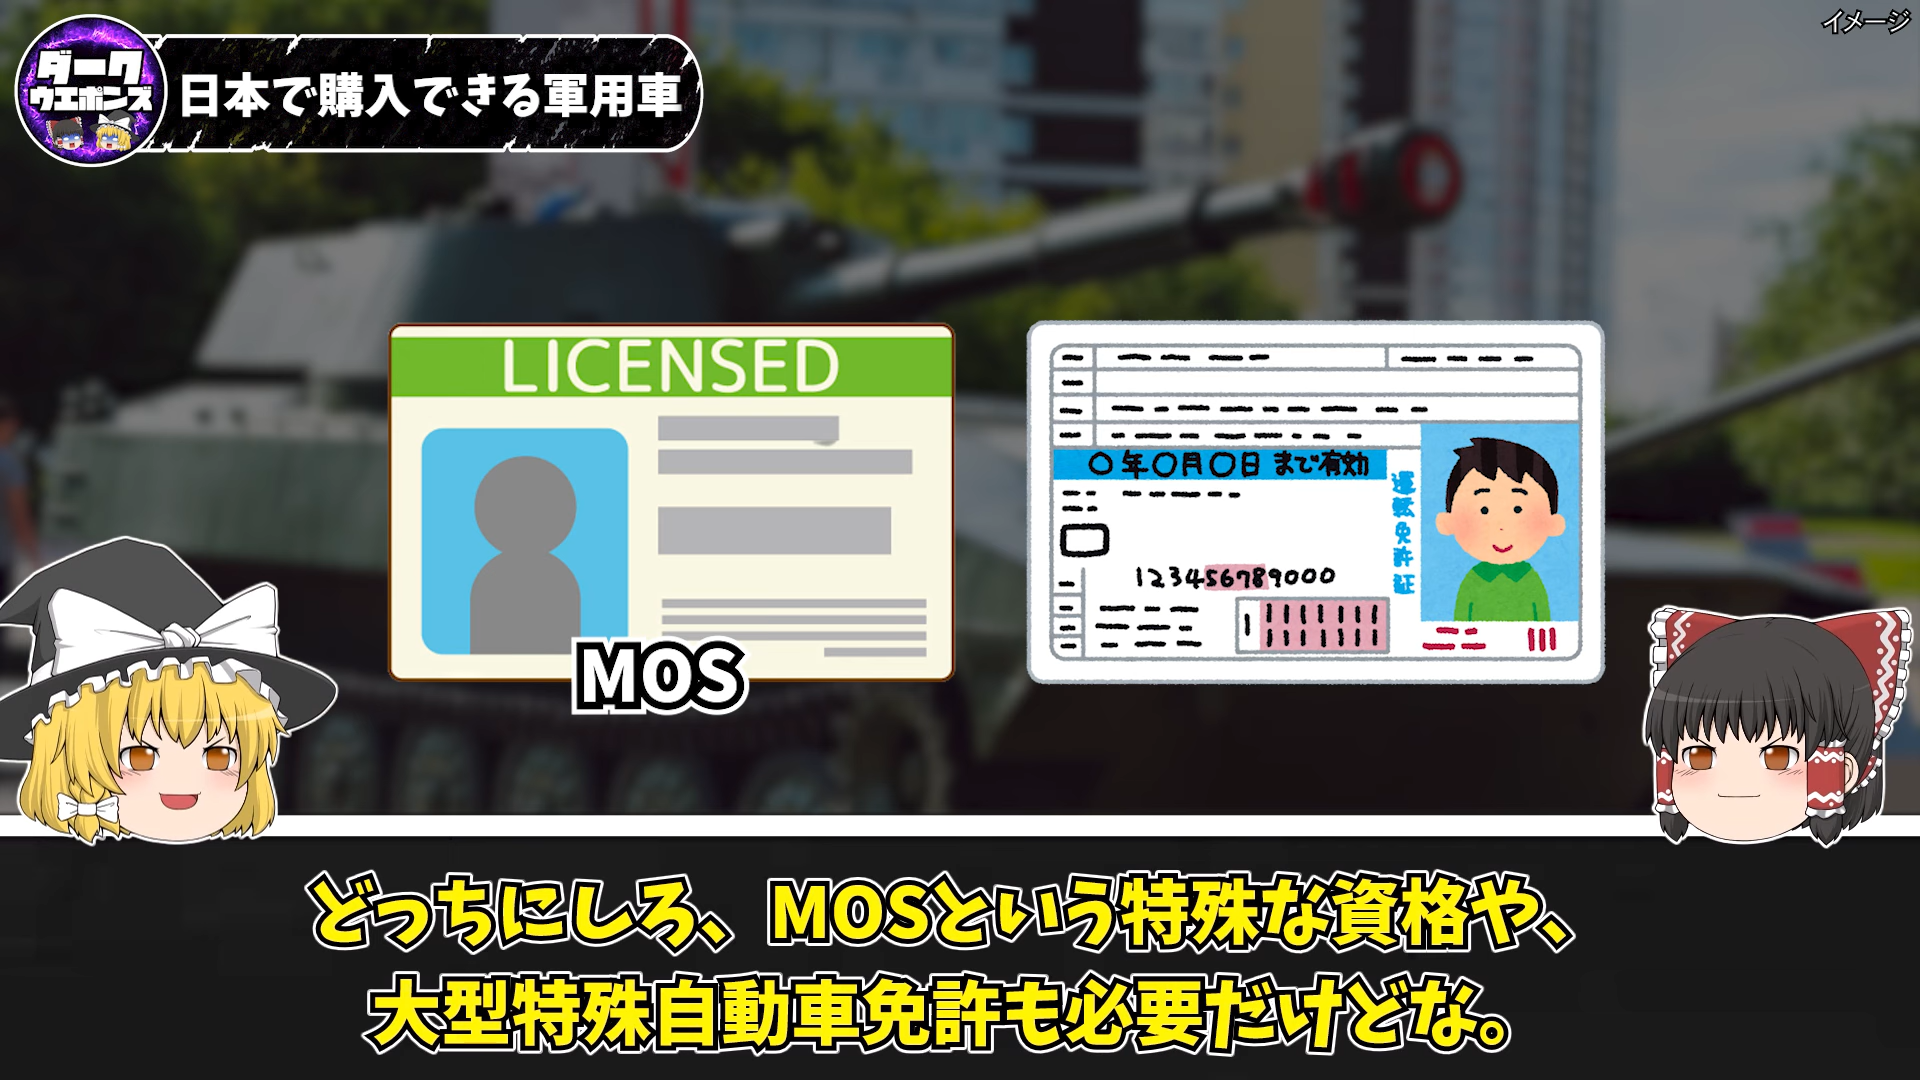 イメージ
ダーク
ウエポンズ
日本で購入できる軍用車
LICENSED
〇年〇月〇日まで有効
運転免許証
123456789000
MOS
どっちにしろ、MOSという特殊な資格や、
大型特殊自動車免許も必要だけどな。